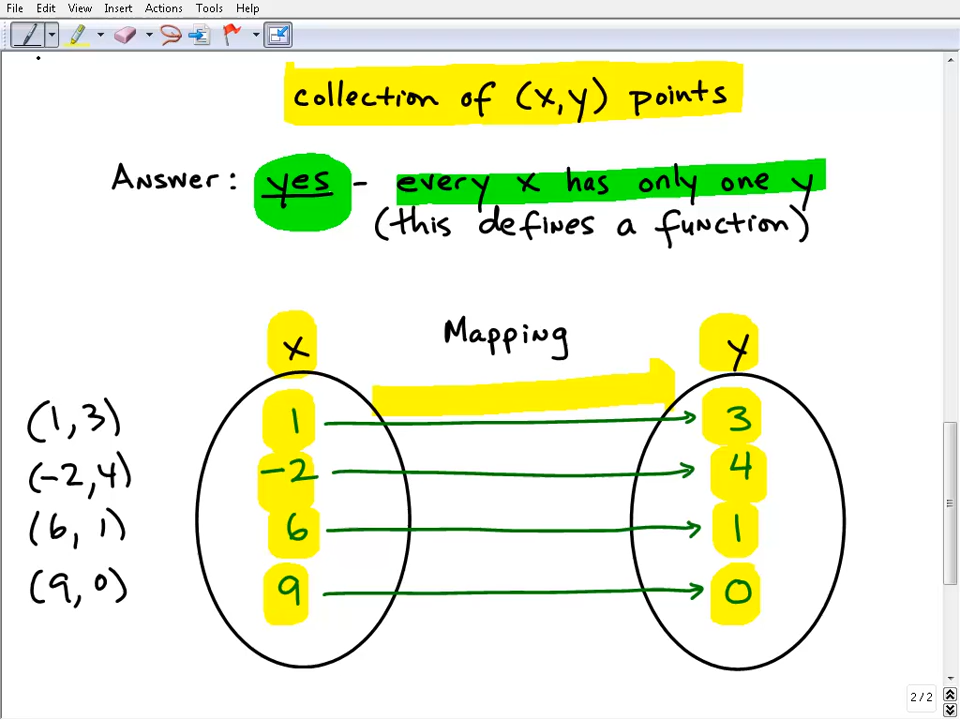 File Edit View Insert Actions Tools Help
collection of (x,y) points
Answer: yes - every x has only one y
(this defines a function)
Mapping
x y
(1,3) 1 3
(-2,4) -2 4
(6, 1) 6 1
(9, 0) 9 0
2 / 2